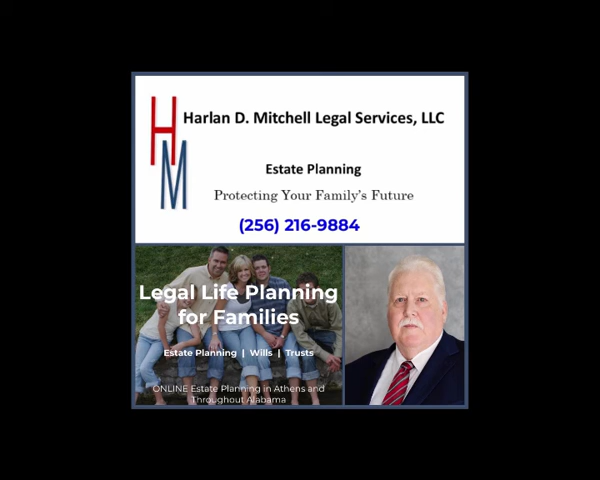 HM
Harlan D. Mitchell Legal Services, LLC
Estate Planning
Protecting Your Family's Future
(256) 216-9884
Legal Life Planning
for Families
Estate Planning | Wills | Trusts
ONLINE Estate Planning in Athens and
Throughout Alabama